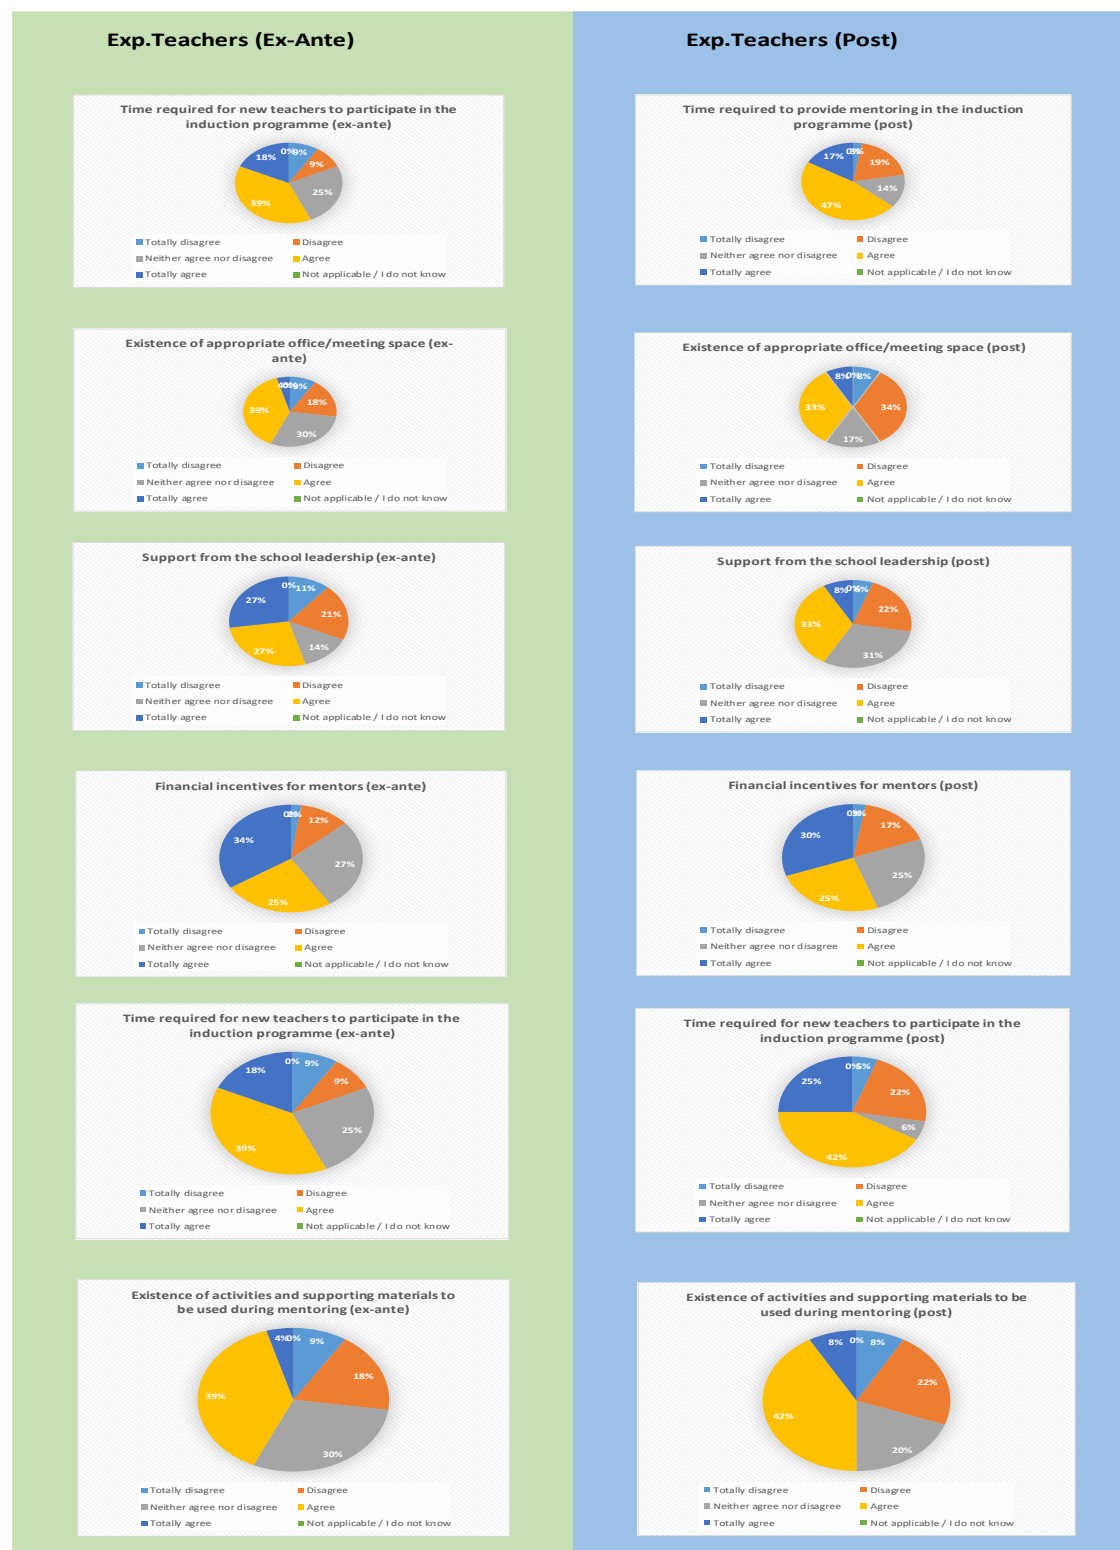 Exp.Teachers (Ex-Ante)
Exp.Teachers (Post)
Time required for new teachers to participate in the
induction programme (ex-ante)
0%
9%
9%
25%
39%
18%
Totally disagree
Disagree
Neither agree nor disagree
Agree
Totally agree
Not applicable / I do not know
Time required to provide mentoring in the induction
programme (post)
0%
3%
19%
14%
47%
17%
Totally disagree
Disagree
Neither agree nor disagree
Agree
Totally agree
Not applicable / I do not know
Existence of appropriate office/meeting space (ex-
ante)
4%
0%
9%
18%
30%
39%
Totally disagree
Disagree
Neither agree nor disagree
Agree
Totally agree
Not applicable / I do not know
Existence of appropriate office/meeting space (post)
8%
0%
8%
34%
17%
33%
Totally disagree
Disagree
Neither agree nor disagree
Agree
Totally agree
Not applicable / I do not know
Support from the school leadership (ex-ante)
0%
11%
21%
14%
27%
27%
Totally disagree
Disagree
Neither agree nor disagree
Agree
Totally agree
Not applicable / I do not know
Support from the school leadership (post)
8%
0%
6%
22%
31%
33%
Totally disagree
Disagree
Neither agree nor disagree
Agree
Totally agree
Not applicable / I do not know
Financial incentives for mentors (ex-ante)
0%
2%
12%
27%
25%
34%
Totally disagree
Disagree
Neither agree nor disagree
Agree
Totally agree
Not applicable / I do not know
Financial incentives for mentors (post)
0%
3%
17%
25%
25%
30%
Totally disagree
Disagree
Neither agree nor disagree
Agree
Totally agree
Not applicable / I do not know
Time required for new teachers to participate in the
induction programme (ex-ante)
0%
9%
9%
25%
39%
18%
Totally disagree
Disagree
Neither agree nor disagree
Agree
Totally agree
Not applicable / I do not know
Time required for new teachers to participate in the
induction programme (post)
0%
5%
22%
6%
42%
25%
Totally disagree
Disagree
Neither agree nor disagree
Agree
Totally agree
Not applicable / I do not know
Existence of activities and supporting materials to
be used during mentoring (ex-ante)
4%
0%
9%
18%
30%
39%
Totally disagree
Disagree
Neither agree nor disagree
Agree
Totally agree
Not applicable / I do not know
Existence of activities and supporting materials to be
used during mentoring (post)
8%
0%
8%
22%
20%
42%
Totally disagree
Disagree
Neither agree nor disagree
Agree
Totally agree
Not applicable / I do not know